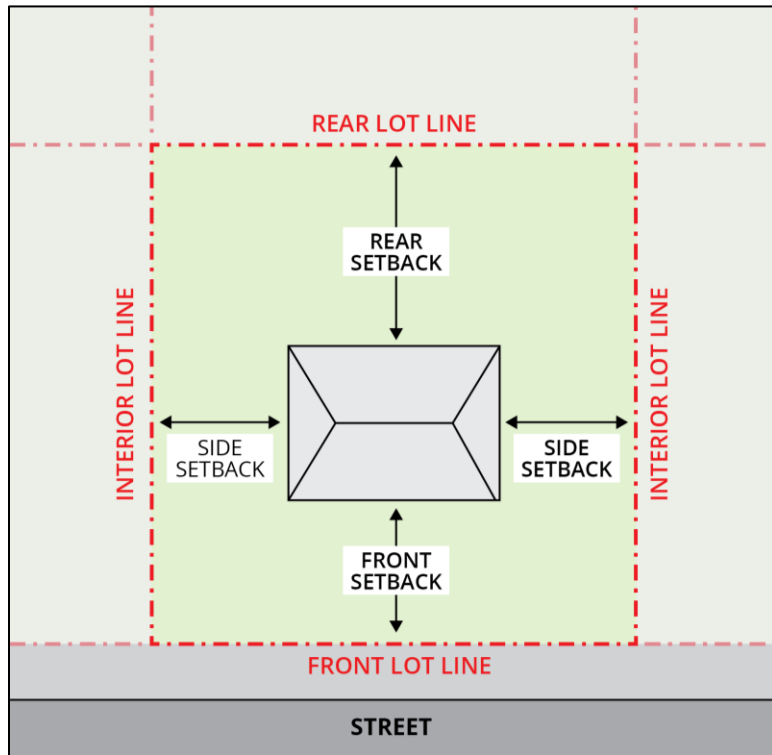 REAR LOT LINE
REAR
SETBACK
INTERIOR LOT LINE
SIDE
SETBACK
SIDE
SETBACK
INTERIOR LOT LINE
FRONT
SETBACK
FRONT LOT LINE
STREET